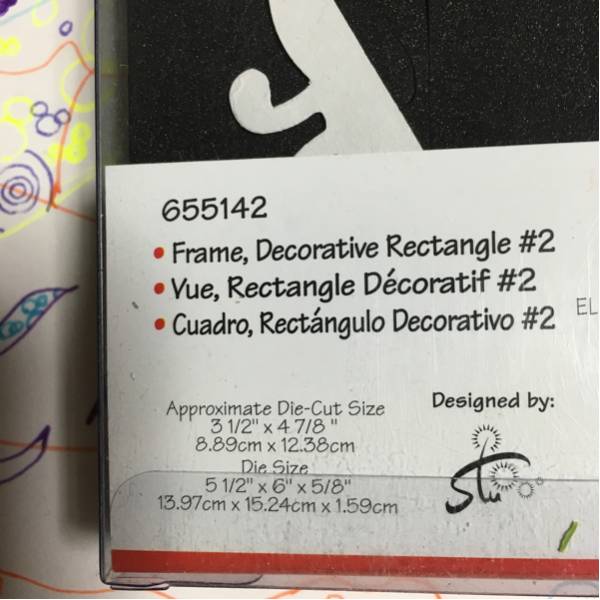 655142
• Frame, Decorative Rectangle #2
• Vue, Rectangle Décoratif #2
• Cuadro, Rectángulo Decorativo #2
EL
Approximate Die-Cut Size
3 1/2" x 4 7/8 "
8.89cm x 12.38cm
Die Size
5 1/2" x 6" x 5/8"
13.97cm x 15.24cm x 1.59cm
Designed by:
Stu